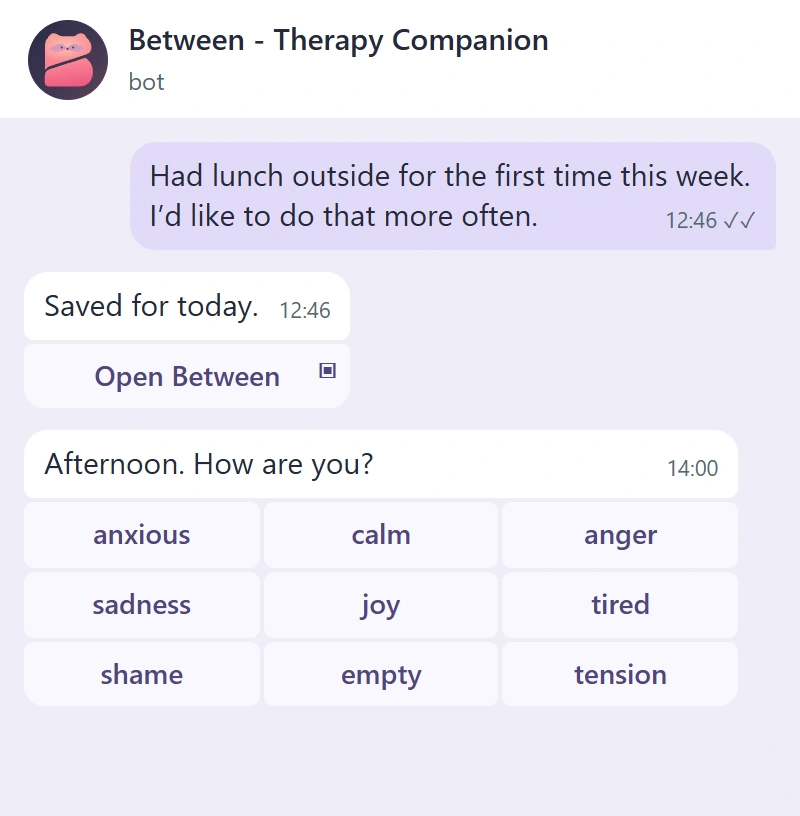 Between - Therapy Companion
bot
Had lunch outside for the first time this week.
I’d like to do that more often. 12:46
Saved for today. 12:46
Open Between
Afternoon. How are you? 14:00
anxious calm anger
sadness joy tired
shame empty tension